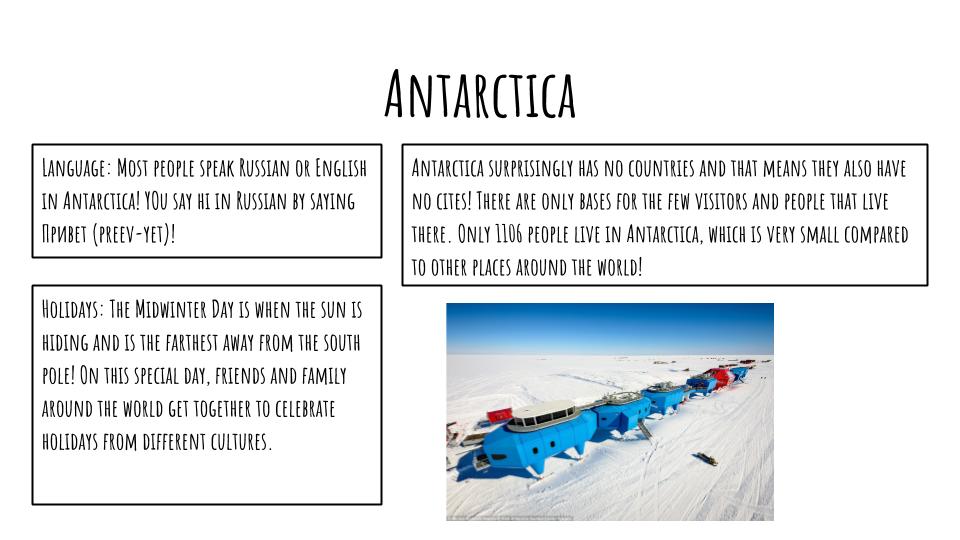 Antarctica
Language: Most people speak Russian or English
in Antarctica! YOu say hi in Russian by saying
Привет (preev-yet)!
Antarctica surprisingly has no countries and that means they also have
no cites! There are only bases for the few visitors and people that live
there. Only 1106 people live in Antarctica, which is very small compared
to other places around the world!
Holidays: The Midwinter Day is when the sun is
hiding and is the farthest away from the south
pole! On this special day, friends and family
around the world get together to celebrate
holidays from different cultures.